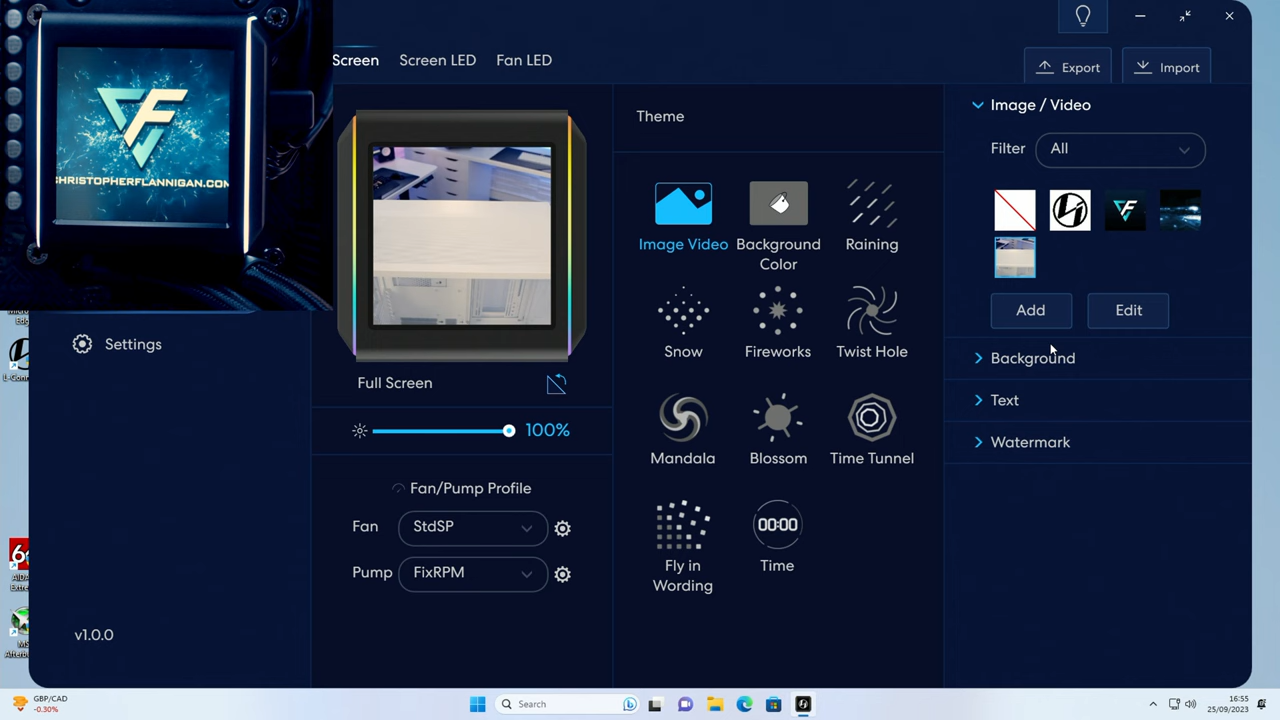 CHRISTOPHERFLANNIGAN.CON
Screen
Screen LED
Fan LED
Export
Import
Theme
Image Video
Background
Color
Raining
Snow
Fireworks
Twist Hole
Mandala
Blossom
Time Tunnel
Fly in
Wording
00:00
Time
Image / Video
Filter
All
Add
Edit
Background
Text
Watermark
Full Screen
100%
Fan/Pump Profile
Fan
StdSP
Pump
FixRPM
Settings
v1.0.0
Edg
L-Conn
GBP/CAD
-0.30%
Search
16:55
25/09/2023